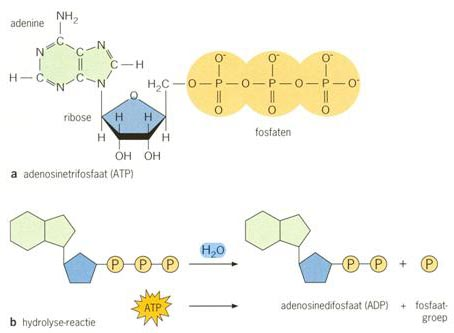 adenine
NH2
N
C
N
C
C
C — H
H — C
C
N
N
H2C — O — P — O — P — O — P — O-
O- O- O-
O O O
O
ribose
H H
H H
OH OH
fosfaten
a adenosinetrifosfaat (ATP)
H2O
P P P
P P + P
ATP
adenosinedifosfaat (ADP) + fosfaat-
groep
b hydrolyse-reactie